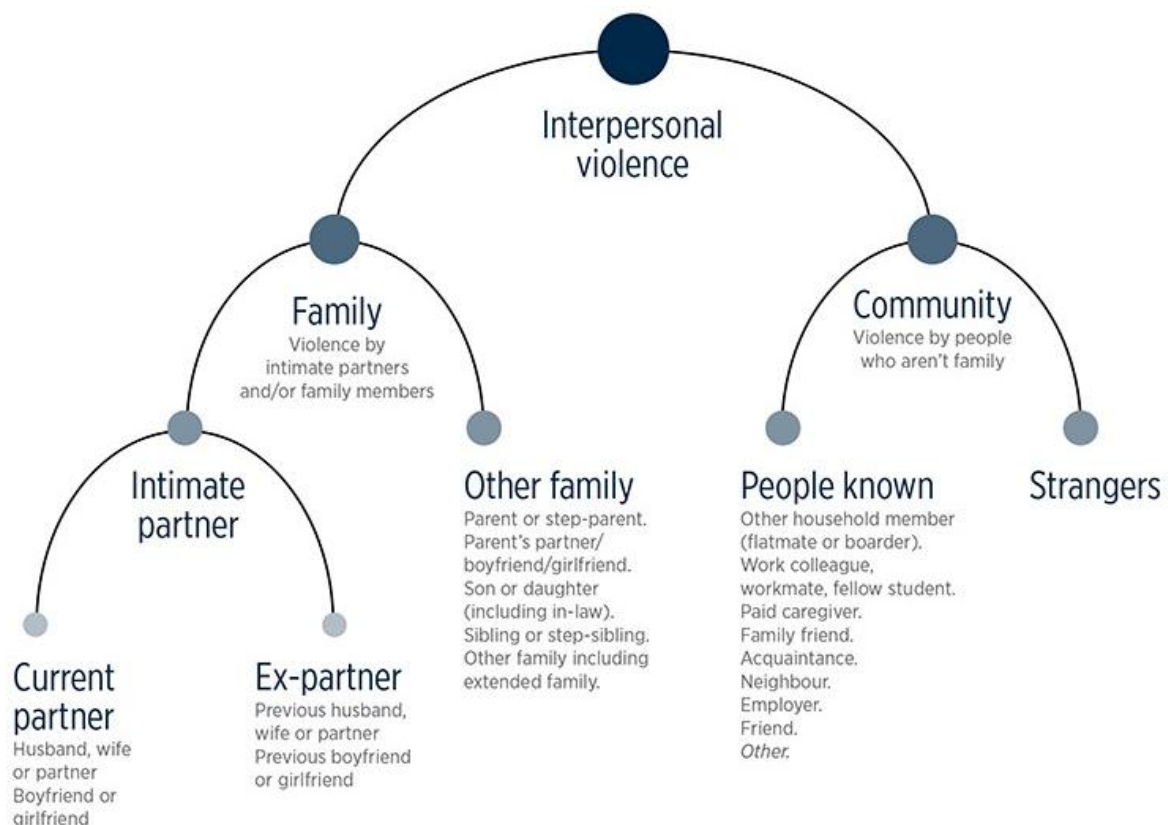 Interpersonal
violence
Family
Violence by
intimate partners
and/or family members
Community
Violence by people
who aren't family
Intimate
partner
Other family
Parent or step-parent.
Parent's partner/
boyfriend/girlfriend.
Son or daughter
(including in-law).
Sibling or step-sibling.
Other family including
extended family.
People known
Other household member
(flatmate or boarder).
Work colleague,
workmate, fellow student.
Paid caregiver.
Family friend.
Acquaintance.
Neighbour.
Employer.
Friend.
Other.
Strangers
Current
partner
Husband, wife
or partner
Boyfriend or
girlfriend
Ex-partner
Previous husband,
wife or partner
Previous boyfriend
or girlfriend